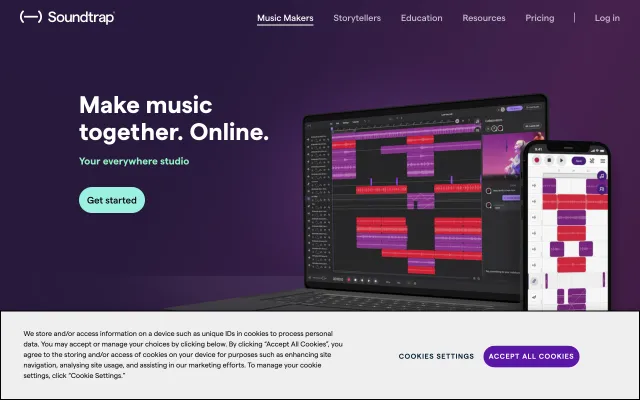 Soundtrap
Music Makers
Storytellers
Education
Resources
Pricing
Log in
Make music
together. Online.
Your everywhere studio
Get started
We store and/or access information on a device such as unique IDs in cookies to process personal
data. You may accept or manage your choices by clicking below. By clicking “Accept All Cookies”, you
agree to the storing and/or access of cookies on your device for purposes such as enhancing site
navigation, analysing site usage, and assisting in our marketing efforts. To manage your cookie
settings, click “Cookie Settings.”
COOKIES SETTINGS
ACCEPT ALL COOKIES